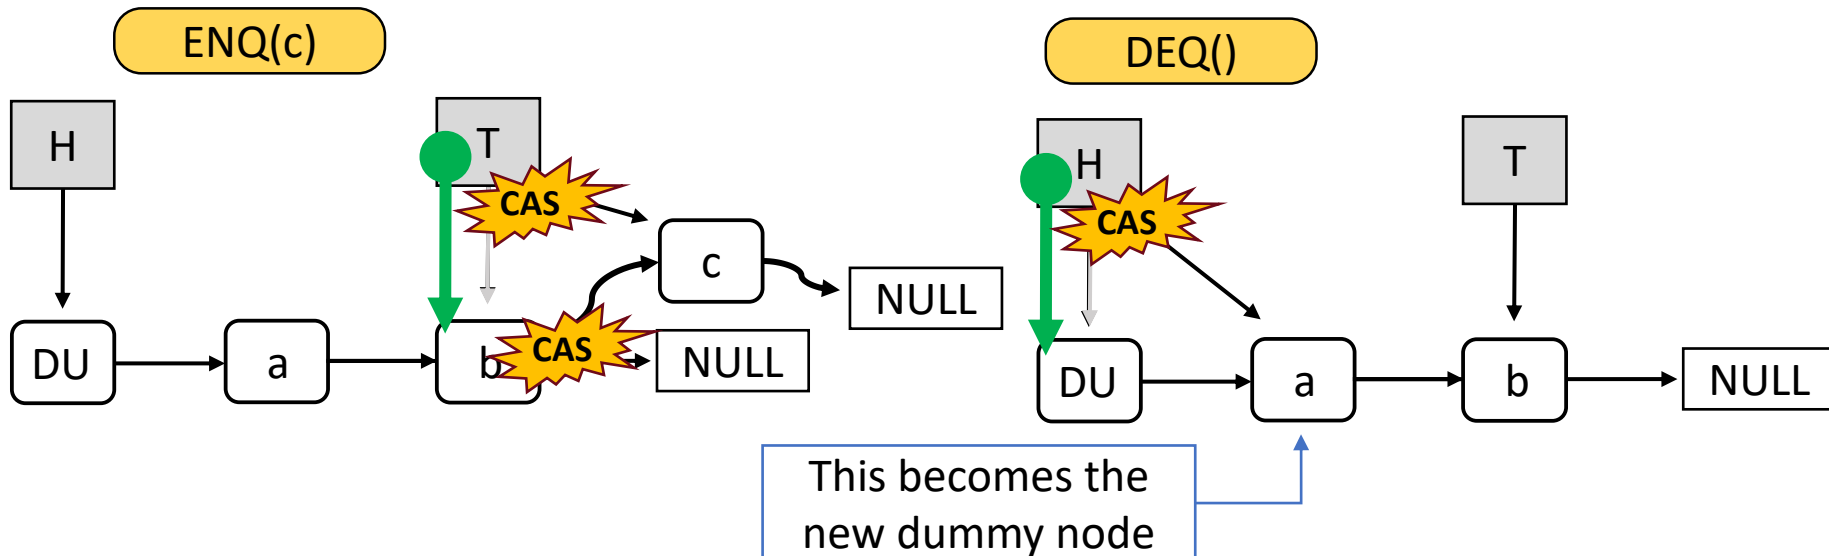 ENQ(c)
H
T
CAS
c
NULL
DU
a
b
CAS
NULL
DEQ()
H
CAS
T
DU
a
b
NULL
This becomes the
new dummy node